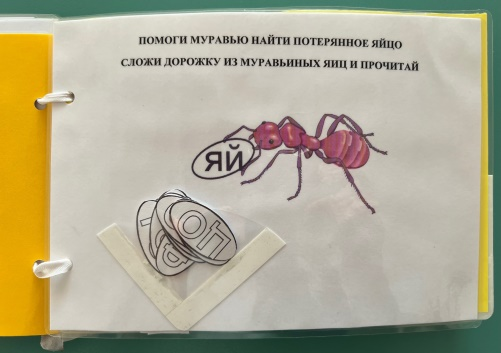 ПОМОГИ МУРАВЬЮ НАЙТИ ПОТЕРЯННОЕ ЯЙЦО
СЛОЖИ ДОРОЖКУ ИЗ МУРАВЬИНЫХ ЯИЦ И ПРОЧИТАЙ
ЯЙ